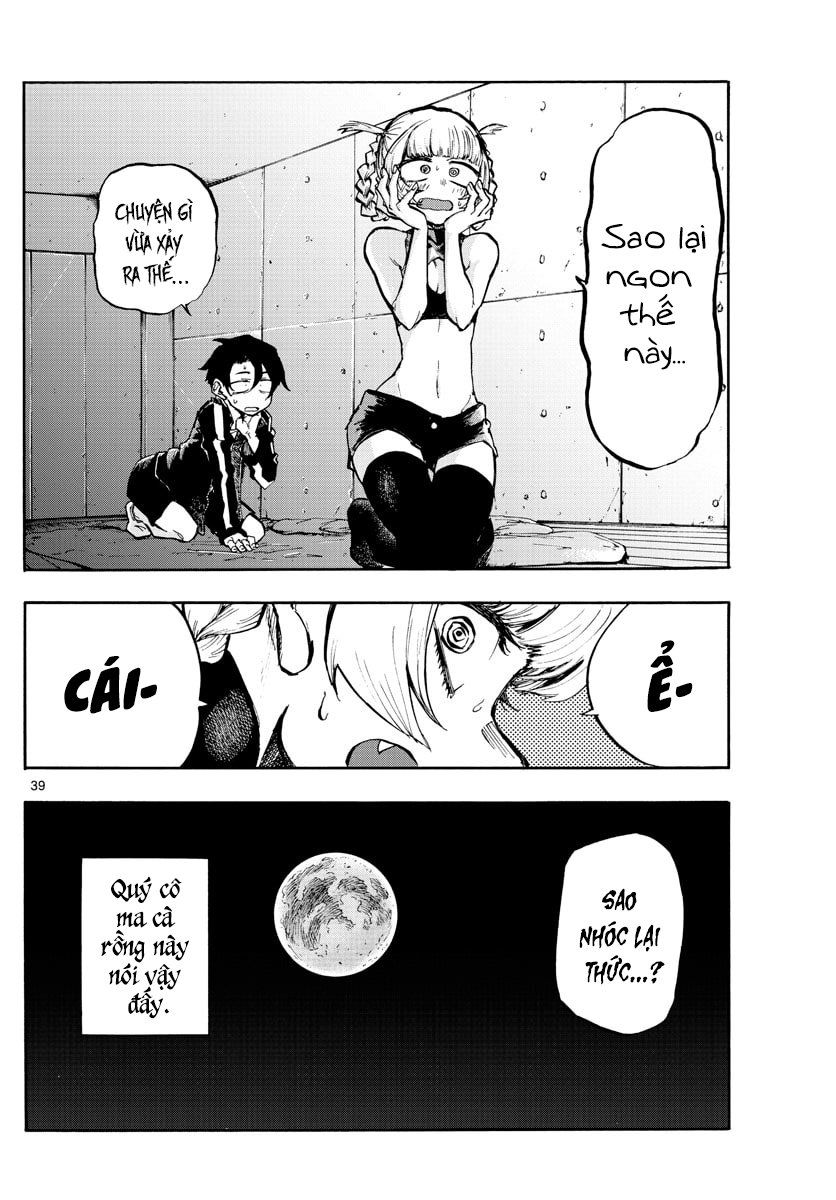 Sao lại
ngon
thế
này...
CHUYỆN GÌ
VỪA XẢY
RA THẾ...
Ể-
CÁI-
39
SAO
NHÓC LẠI
THỨC...?
Quý cô
ma cà
rồng này
nói vậy
đấy.